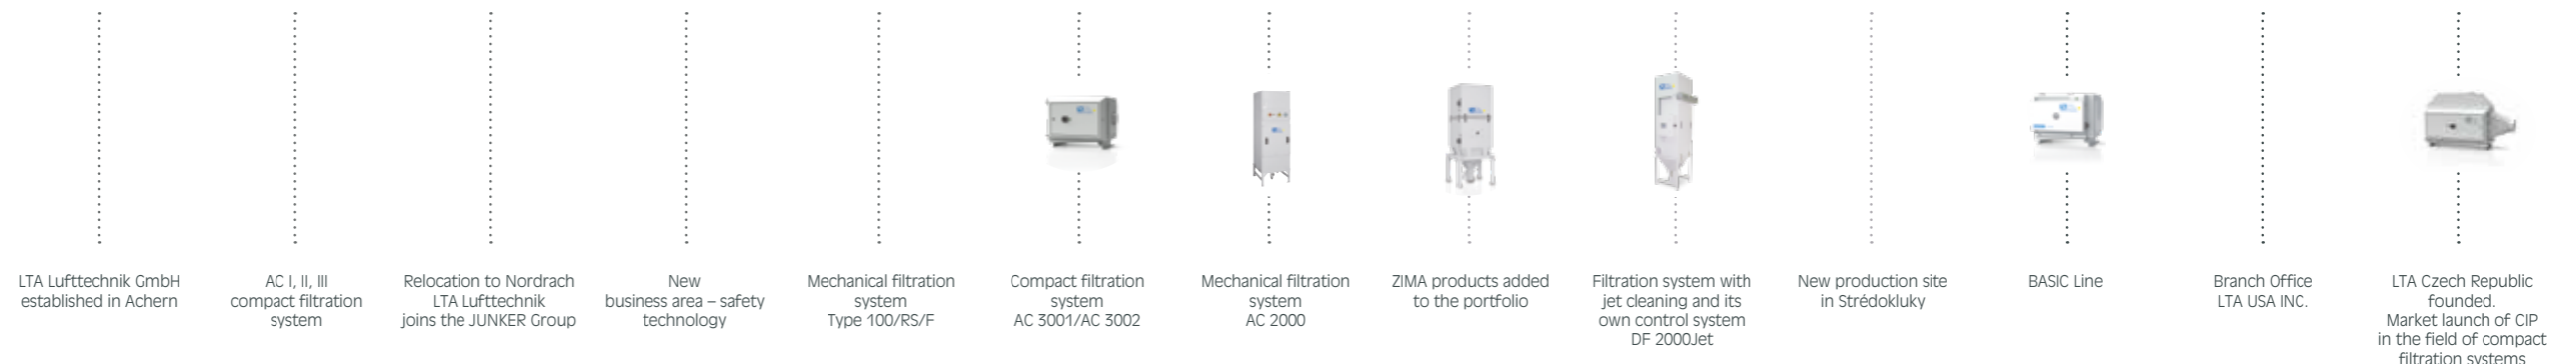 LTA Lufttechnik GmbH
established in Achern
AC I, II, III
compact filtration
system
Relocation to Nordrach
LTA Lufttechnik
joins the JUNKER Group
New
business area – safety
technology
Mechanical filtration
system
Type 100/RS/F
Compact filtration
system
AC 3001/AC 3002
Mechanical filtration
system
AC 2000
ZIMA products added
to the portfolio
Filtration system with
jet cleaning and its
own control system
DF 2000Jet
New production site
in Strédokluky
BASIC Line
Branch Office
LTA USA INC.
LTA Czech Republic
founded.
Market launch of CIP
in the field of compact
filtration systems